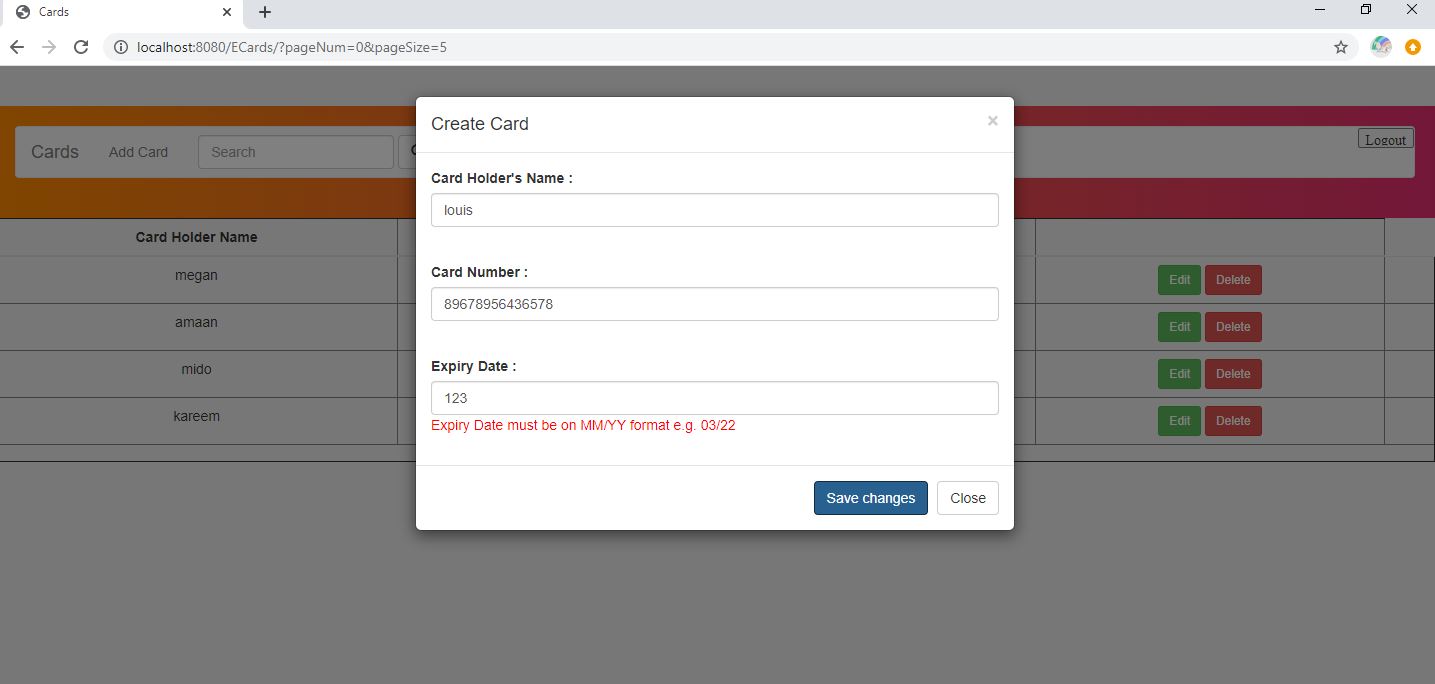 Cards
localhost:8080/ECards/?pageNum=0&pageSize=5
Cards Add Card Search
Logout
Create Card ×
Card Holder's Name :
louis
Card Number :
89678956436578
Expiry Date :
123
Expiry Date must be on MM/YY format e.g. 03/22
Save changes Close
Card Holder Name
megan Edit Delete
amaan Edit Delete
mido Edit Delete
kareem Edit Delete